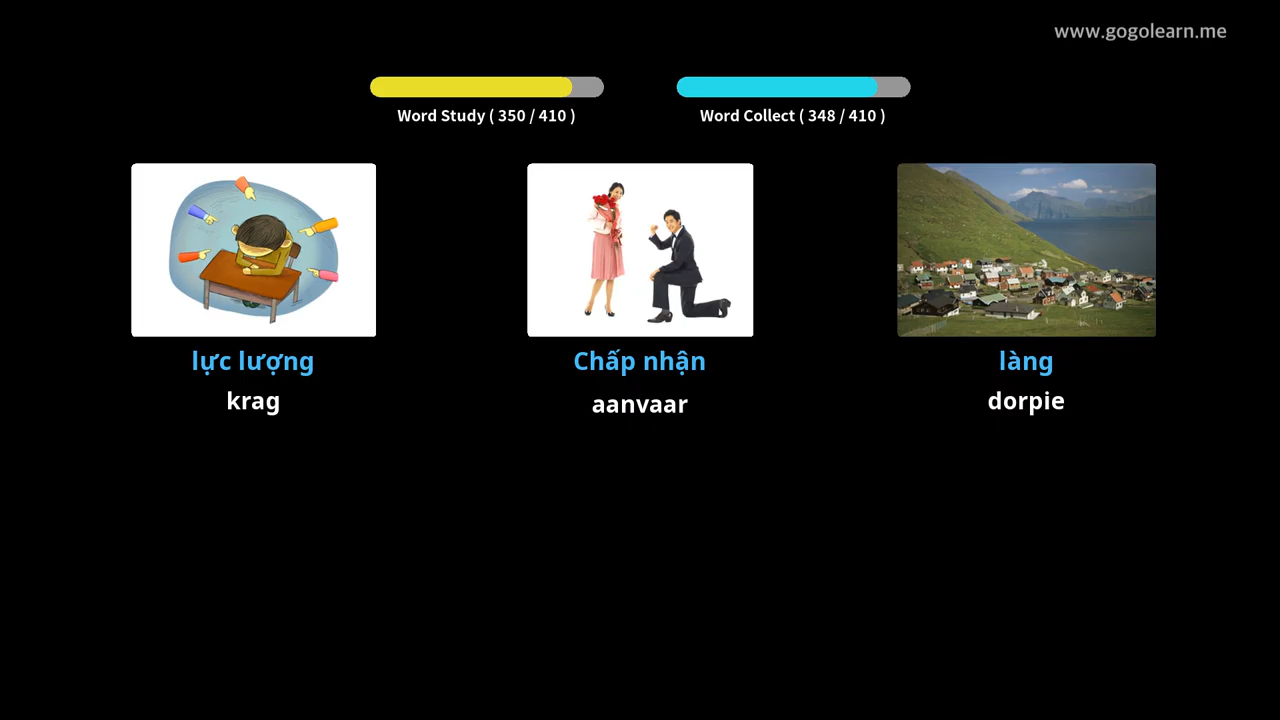 www.gogolearn.me
Word Study ( 350 / 410 )
Word Collect ( 348 / 410 )
lực lượng
krag
Chấp nhận
aanvaar
làng
dorpie